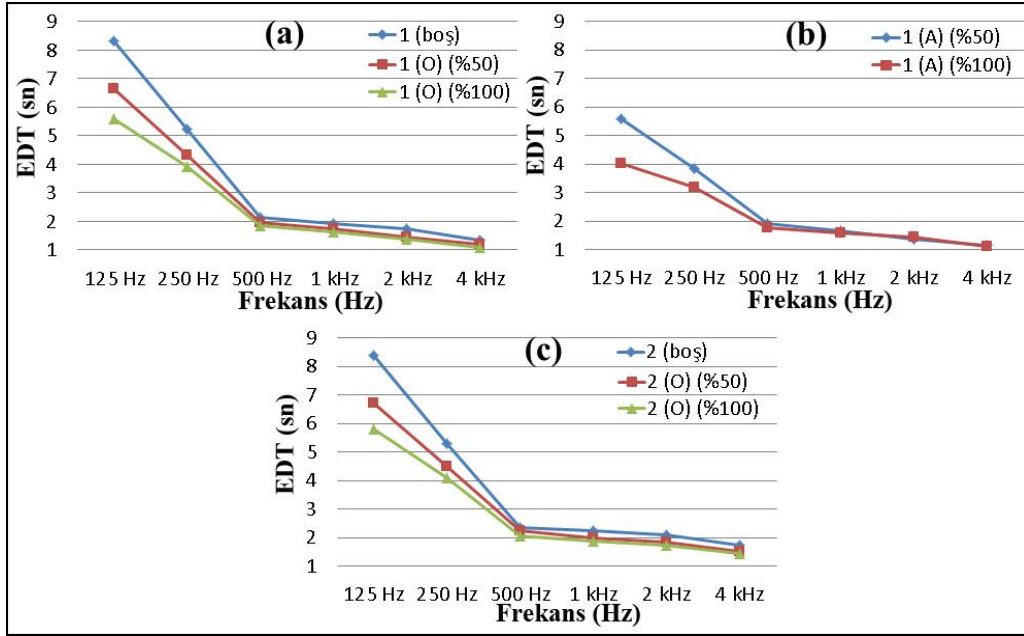 (a)
1 (boş)
1 (O) (%50)
1 (O) (%100)
EDT (sn)
9
8
7
6
5
4
3
2
1
125 Hz 250 Hz 500 Hz 1 kHz 2 kHz 4 kHz
Frekans (Hz)
(b)
1 (A) (%50)
1 (A) (%100)
EDT (sn)
9
8
7
6
5
4
3
2
1
125 Hz 250 Hz 500 Hz 1 kHz 2 kHz 4 kHz
Frekans (Hz)
(c)
2 (boş)
2 (O) (%50)
2 (O) (%100)
EDT (sn)
9
8
7
6
5
4
3
2
1
125 Hz 250 Hz 500 Hz 1 kHz 2 kHz 4 kHz
Frekans (Hz)